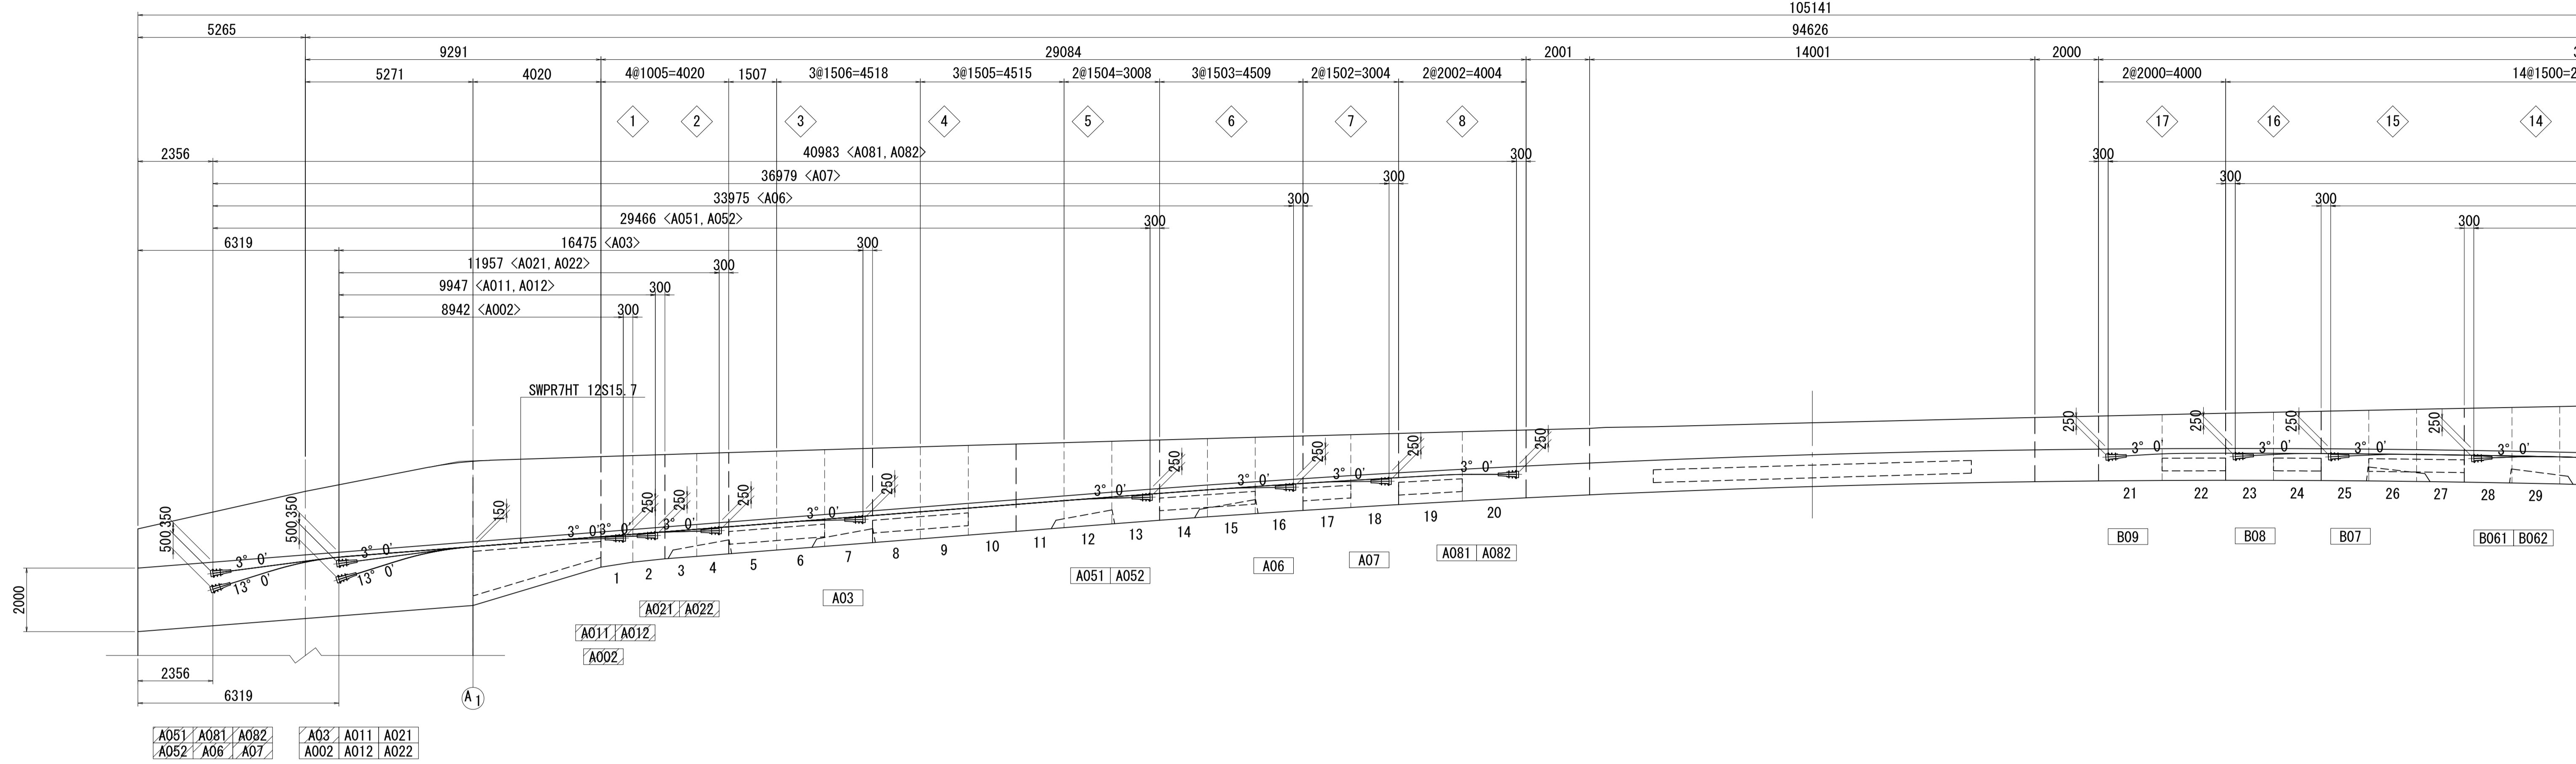 105141
5265 94626
9291 29084 2001 14001 2000 3
5271 4020 4@1005=4020 1507 3@1506=4518 3@1505=4515 2@1504=3008 3@1503=4509 2@1502=3004 2@2002=4004 2@2000=4000 14@1500=2
1 2 3 4 5 6 7 8 17 16 15 14
2356 40983 <A081, A082> 300 300
36979 <A07> 300 300
33975 <A06> 300 300
29466 <A051, A052> 300 300
6319 16475 <A03> 300
11957 <A021, A022> 300
9947 <A011, A012> 300
8942 <A002> 300
SWPR7HT 12S15.7
500 350 500 350 150 250 250 250 250 250 250 250 250 250 250 250 250
3° 0' 3° 0' 3° 0' 3° 0' 3° 0' 3° 0' 3° 0' 3° 0' 3° 0' 3° 0' 3° 0' 3° 0' 3° 0' 3° 0'
13° 0' 13° 0'
2000
1 2 3 4 5 6 7 8 9 10 11 12 13 14 15 16 17 18 19 20 21 22 23 24 25 26 27 28 29
B09 B08 B07 B061 B062
A051 A052 A06 A07 A081 A082
A03
A021 A022
A011 A012
A002
2356
6319
A1
A051 A081 A082 A03 A011 A021
A052 A06 A07 A002 A012 A022